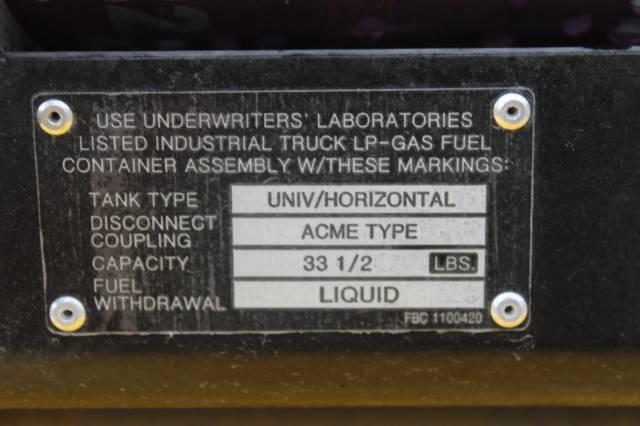 USE UNDERWRITERS' LABORATORIES
LISTED INDUSTRIAL TRUCK LP-GAS FUEL
CONTAINER ASSEMBLY W/THESE MARKINGS:
TANK TYPE UNIV/HORIZONTAL
DISCONNECT COUPLING ACME TYPE
CAPACITY 33 1/2 LBS.
FUEL WITHDRAWAL LIQUID
FBC 1100420